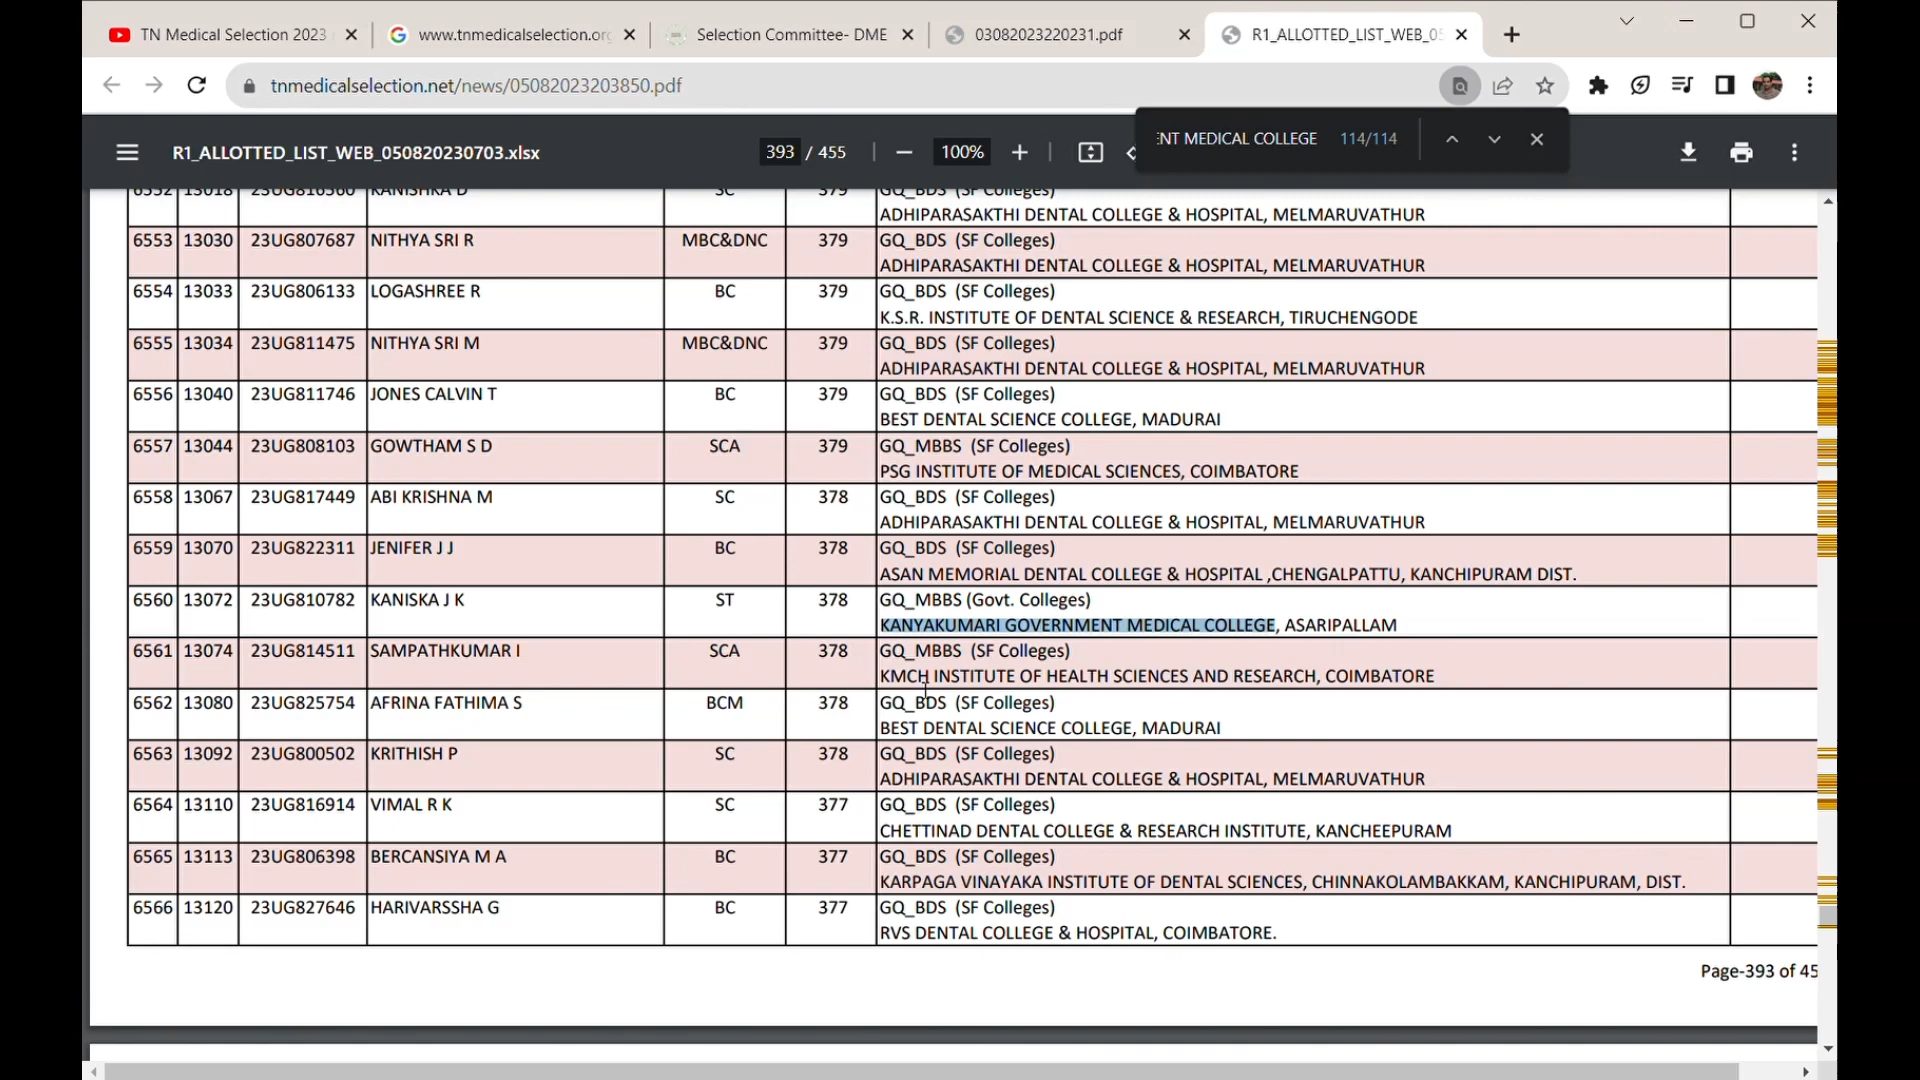 TN Medical Selection 2023
www.tnmedicalselection.org
Selection Committee- DME
03082023220231.pdf
R1_ALLOTTED_LIST_WEB_05
tnmedicalselection.net/news/05082023203850.pdf
ENT MEDICAL COLLEGE 114/114
R1_ALLOTTED_LIST_WEB_050820230703.xlsx
393 / 455
100%
6552 13018 23UG816560 KANISHKA D SC 379 GQ_BDS (SF Colleges)
ADHIPARASAKTHI DENTAL COLLEGE & HOSPITAL, MELMARUVATHUR
6553 13030 23UG807687 NITHYA SRI R MBC&DNC 379 GQ_BDS (SF Colleges)
ADHIPARASAKTHI DENTAL COLLEGE & HOSPITAL, MELMARUVATHUR
6554 13033 23UG806133 LOGASHREE R BC 379 GQ_BDS (SF Colleges)
K.S.R. INSTITUTE OF DENTAL SCIENCE & RESEARCH, TIRUCHENGODE
6555 13034 23UG811475 NITHYA SRI M MBC&DNC 379 GQ_BDS (SF Colleges)
ADHIPARASAKTHI DENTAL COLLEGE & HOSPITAL, MELMARUVATHUR
6556 13040 23UG811746 JONES CALVIN T BC 379 GQ_BDS (SF Colleges)
BEST DENTAL SCIENCE COLLEGE, MADURAI
6557 13044 23UG808103 GOWTHAM S D SCA 379 GQ_MBBS (SF Colleges)
PSG INSTITUTE OF MEDICAL SCIENCES, COIMBATORE
6558 13067 23UG817449 ABI KRISHNA M SC 378 GQ_BDS (SF Colleges)
ADHIPARASAKTHI DENTAL COLLEGE & HOSPITAL, MELMARUVATHUR
6559 13070 23UG822311 JENIFER J J BC 378 GQ_BDS (SF Colleges)
ASAN MEMORIAL DENTAL COLLEGE & HOSPITAL ,CHENGALPATTU, KANCHIPURAM DIST.
6560 13072 23UG810782 KANISKA J K ST 378 GQ_MBBS (Govt. Colleges)
KANYAKUMARI GOVERNMENT MEDICAL COLLEGE, ASARIPALLAM
6561 13074 23UG814511 SAMPATHKUMAR I SCA 378 GQ_MBBS (SF Colleges)
KMCH INSTITUTE OF HEALTH SCIENCES AND RESEARCH, COIMBATORE
6562 13080 23UG825754 AFRINA FATHIMA S BCM 378 GQ_BDS (SF Colleges)
BEST DENTAL SCIENCE COLLEGE, MADURAI
6563 13092 23UG800502 KRITHISH P SC 378 GQ_BDS (SF Colleges)
ADHIPARASAKTHI DENTAL COLLEGE & HOSPITAL, MELMARUVATHUR
6564 13110 23UG816914 VIMAL R K SC 377 GQ_BDS (SF Colleges)
CHETTINAD DENTAL COLLEGE & RESEARCH INSTITUTE, KANCHEEPURAM
6565 13113 23UG806398 BERCANSIYA M A BC 377 GQ_BDS (SF Colleges)
KARPAGA VINAYAKA INSTITUTE OF DENTAL SCIENCES, CHINNAKOLAMBAKKAM, KANCHIPURAM, DIST.
6566 13120 23UG827646 HARIVARSSHA G BC 377 GQ_BDS (SF Colleges)
RVS DENTAL COLLEGE & HOSPITAL, COIMBATORE.
Page-393 of 45